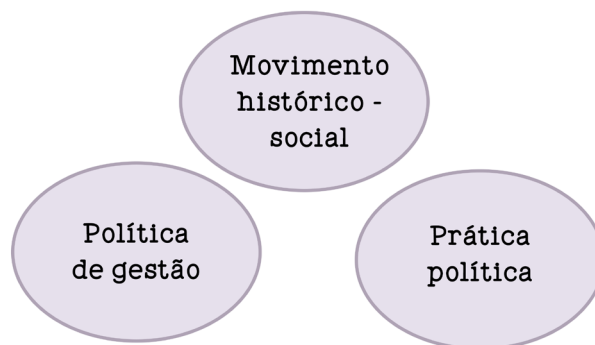 Movimento
histórico -
social
Política
de gestão
Prática
política